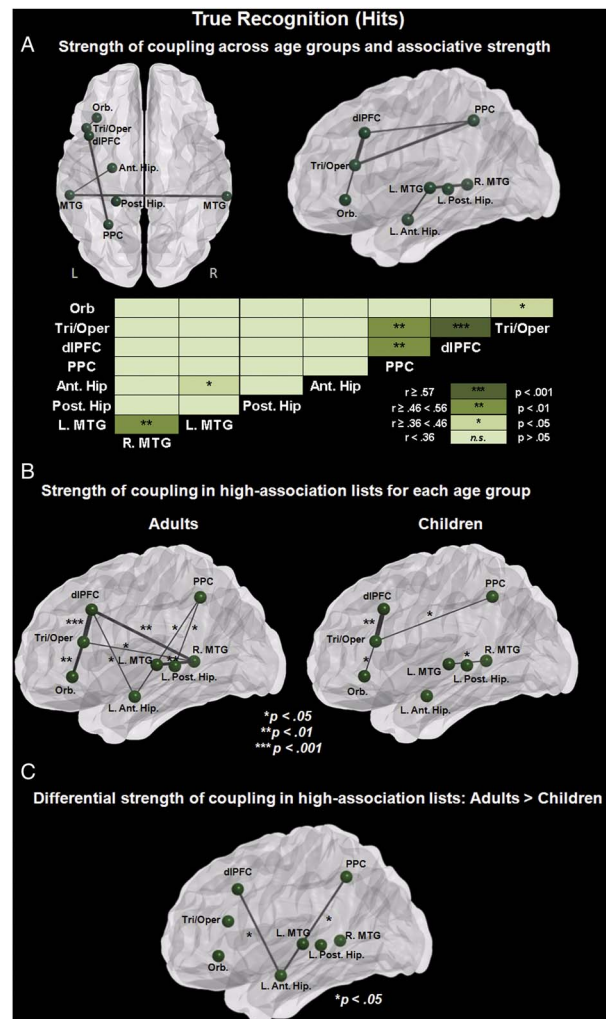 True Recognition (Hits)
A
Strength of coupling across age groups and associative strength
Orb.
Tri/Oper
dlPFC
Ant. Hip.
MTG
Post. Hip.
MTG
PPC
L
R
dlPFC
PPC
Tri/Oper
L. MTG
R. MTG
L. Post. Hip.
Orb.
L. Ant. Hip.
Orb
*
Tri/Oper
**
***
Tri/Oper
dlPFC
**
dlPFC
PPC
PPC
Ant. Hip
*
Ant. Hip
Post. Hip
Post. Hip
L. MTG
**
L. MTG
R. MTG
r ≥ .57 *** p < .001
r ≥ .46 < .56 ** p < .01
r ≥ .36 < .46 * p < .05
r < .36 n.s. p > .05
B
Strength of coupling in high-association lists for each age group
Adults
Children
dlPFC
PPC
***
**
*
*
Tri/Oper
*
**
*
L. MTG
**
R. MTG
L. Post. Hip.
Orb.
L. Ant. Hip.
dlPFC
PPC
**
*
Tri/Oper
*
L. MTG
*
R. MTG
L. Post. Hip.
Orb.
L. Ant. Hip.
*p < .05
**p < .01
***p < .001
C
Differential strength of coupling in high-association lists: Adults > Children
dlPFC
PPC
Tri/Oper
*
*
L. MTG
R. MTG
L. Post. Hip.
Orb.
L. Ant. Hip.
*p < .05